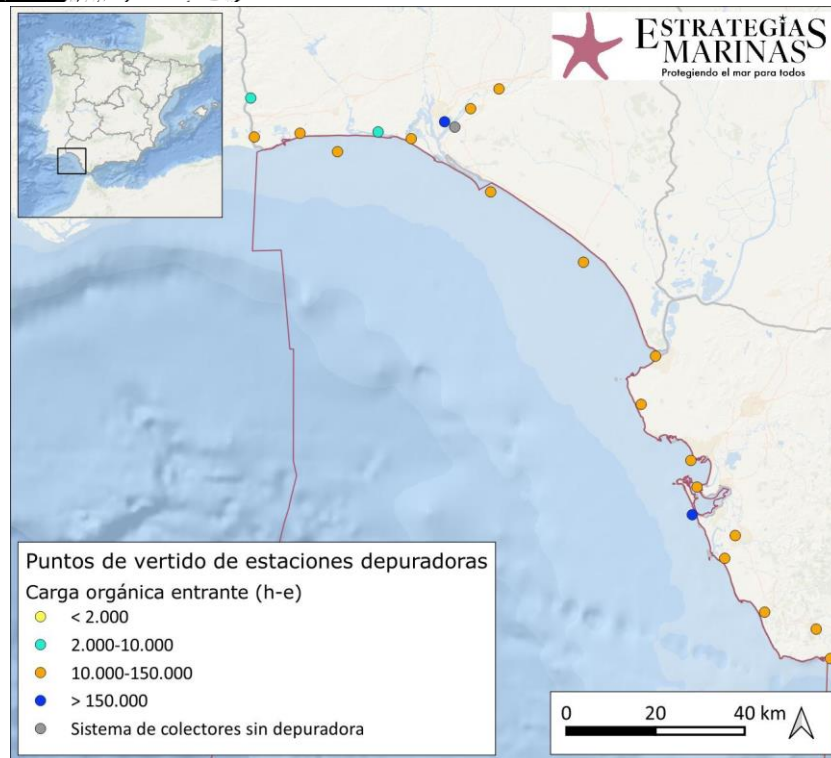 ESTRATEGIAS
MARINAS
Protegiendo el mar para todos
Puntos de vertido de estaciones depuradoras
Carga orgánica entrante (h-e)
< 2.000
2.000-10.000
10.000-150.000
> 150.000
Sistema de colectores sin depuradora
0 20 40 km